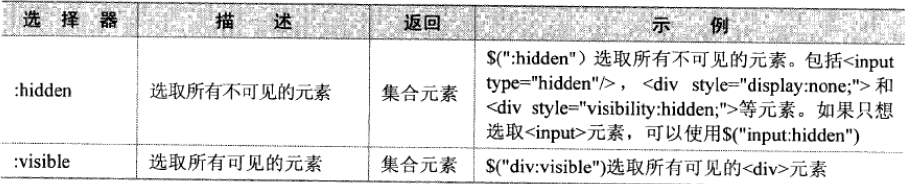 选 择 器 描 述 返回 示 例
:hidden 选取所有不可见的元素 集合元素 $(":hidden") 选取所有不可见的元素。包括<input
type="hidden"/>，<div style="display:none;">和
<div style="visibility:hidden;">等元素。如果只想
选取<input>元素，可以使用$("input:hidden")
:visible 选取所有可见的元素 集合元素 $("div:visible")选取所有可见的<div>元素